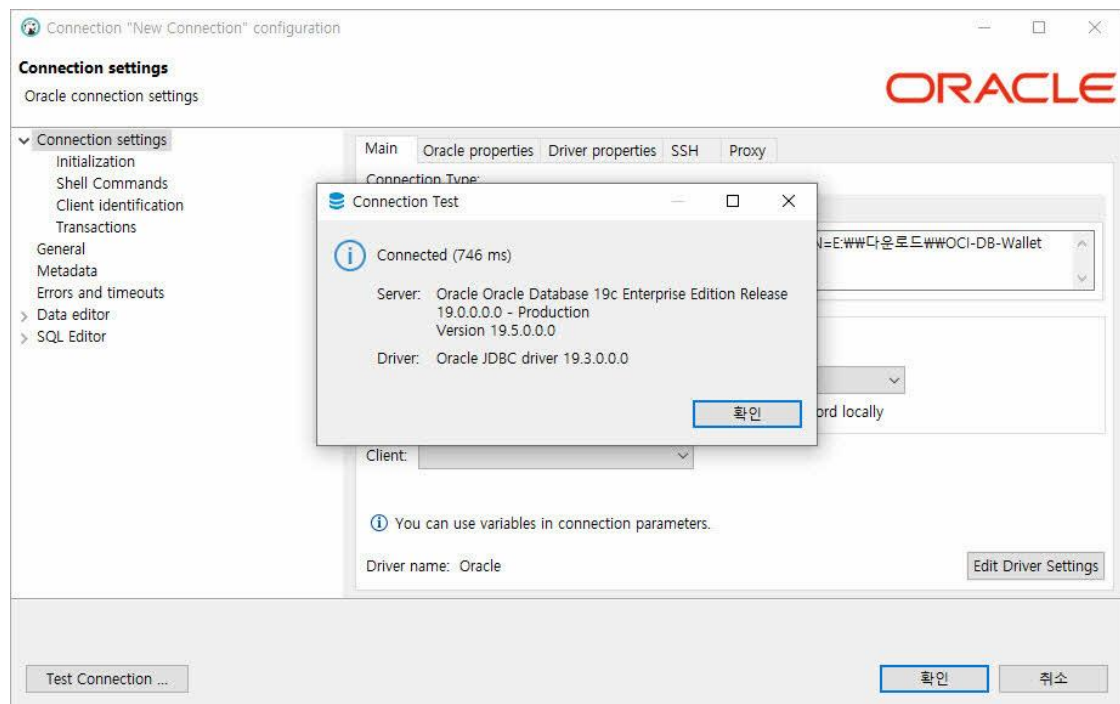 Connection "New Connection" configuration
Connection settings
Oracle connection settings
ORACLE
Connection settings
Initialization
Shell Commands
Client identification
Transactions
General
Metadata
Errors and timeouts
Data editor
SQL Editor
Main Oracle properties Driver properties SSH Proxy
Connection Type:
=E:₩₩다운로드₩₩OCI-DB-Wallet
Connection Test
Connected (746 ms)
Server: Oracle Oracle Database 19c Enterprise Edition Release
19.0.0.0.0 - Production
Version 19.5.0.0.0
Driver: Oracle JDBC driver 19.3.0.0.0
확인
locally
Client:
You can use variables in connection parameters.
Driver name: Oracle
Edit Driver Settings
Test Connection ...
확인
취소